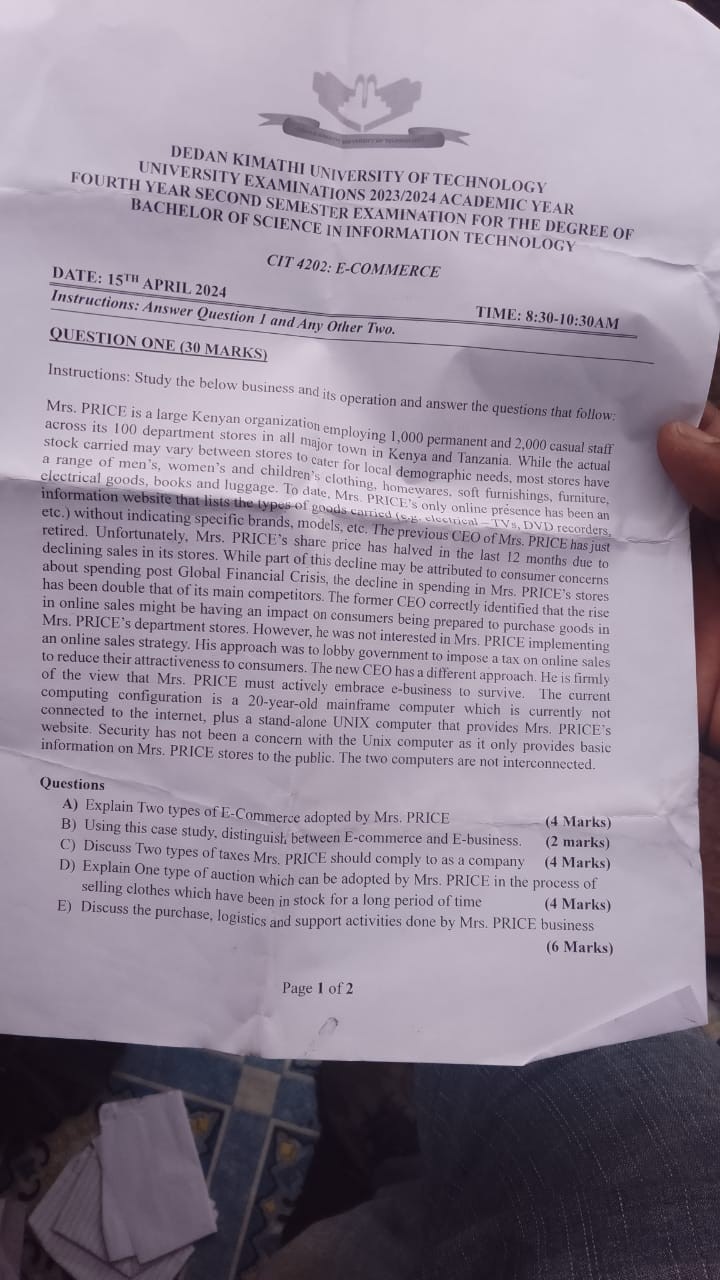 DEDAN KIMATHI UNIVERSITY OF TECHNOLOGY
UNIVERSITY EXAMINATIONS 2023/2024 ACADEMIC YEAR
FOURTH YEAR SECOND SEMESTER EXAMINATION FOR THE DEGREE OF
BACHELOR OF SCIENCE IN INFORMATION TECHNOLOGY
CIT 4202: E-COMMERCE
DATE: 15TH APRIL 2024 TIME: 8:30-10:30AM
Instructions: Answer Question 1 and Any Other Two.
QUESTION ONE (30 MARKS)
Instructions: Study the below business and its operation and answer the questions that follow:
Mrs. PRICE is a large Kenyan organization employing 1,000 permanent and 2,000 casual staff
across its 100 department stores in all major town in Kenya and Tanzania. While the actual
stock carried may vary between stores to cater for local demographic needs, most stores have
a range of men's, women's and children's clothing, homewares, soft furnishings, furniture,
electrical goods, books and luggage. To date, Mrs. PRICE's only online presence has been an
information website that lists the types of goods carried (e.g. electrical – TVs, DVD recorders,
etc.) without indicating specific brands, models, etc. The previous CEO of Mrs. PRICE has just
retired. Unfortunately, Mrs. PRICE's share price has halved in the last 12 months due to
declining sales in its stores. While part of this decline may be attributed to consumer concerns
about spending post Global Financial Crisis, the decline in spending in Mrs. PRICE's stores
has been double that of its main competitors. The former CEO correctly identified that the rise
in online sales might be having an impact on consumers being prepared to purchase goods in
Mrs. PRICE's department stores. However, he was not interested in Mrs. PRICE implementing
an online sales strategy. His approach was to lobby government to impose a tax on online sales
to reduce their attractiveness to consumers. The new CEO has a different approach. He is firmly
of the view that Mrs. PRICE must actively embrace e-business to survive. The current
computing configuration is a 20-year-old mainframe computer which is currently not
connected to the internet, plus a stand-alone UNIX computer that provides Mrs. PRICE's
website. Security has not been a concern with the Unix computer as it only provides basic
information on Mrs. PRICE stores to the public. The two computers are not interconnected.
Questions
A) Explain Two types of E-Commerce adopted by Mrs. PRICE (4 Marks)
B) Using this case study, distinguish between E-commerce and E-business. (2 marks)
C) Discuss Two types of taxes Mrs. PRICE should comply to as a company (4 Marks)
D) Explain One type of auction which can be adopted by Mrs. PRICE in the process of
selling clothes which have been in stock for a long period of time (4 Marks)
E) Discuss the purchase, logistics and support activities done by Mrs. PRICE business
(6 Marks)
Page 1 of 2